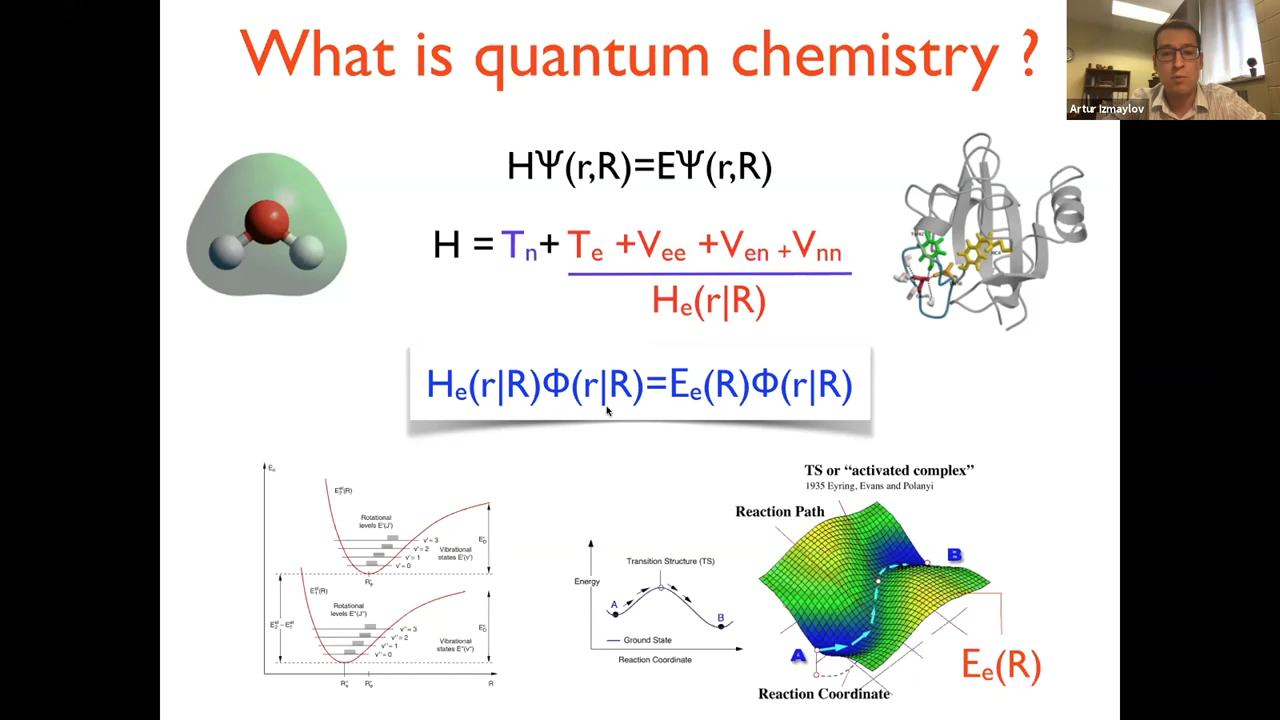 What is quantum chemistry ?
Artur Izmaylov
HΨ(r,R)=EΨ(r,R)
H = Tn+ Te +Vee +Ven +Vnn
He(r|R)
He(r|R)Φ(r|R)=Ee(R)Φ(r|R)
Rotational
levels E'(J')
v'= 3
v'= 2
v'= 1
v'= 0
Vibrational
states E'(v')
Rotational
levels E"(J")
v"= 3
v"= 2
v"= 1
v"= 0
Vibrational
states E"(v")
R
Energy
Transition Structure (TS)
A
B
Ground State
Reaction Coordinate
TS or “activated complex”
1935 Eyring, Evans and Polanyi
Reaction Path
B
A
Ee(R)
Reaction Coordinate